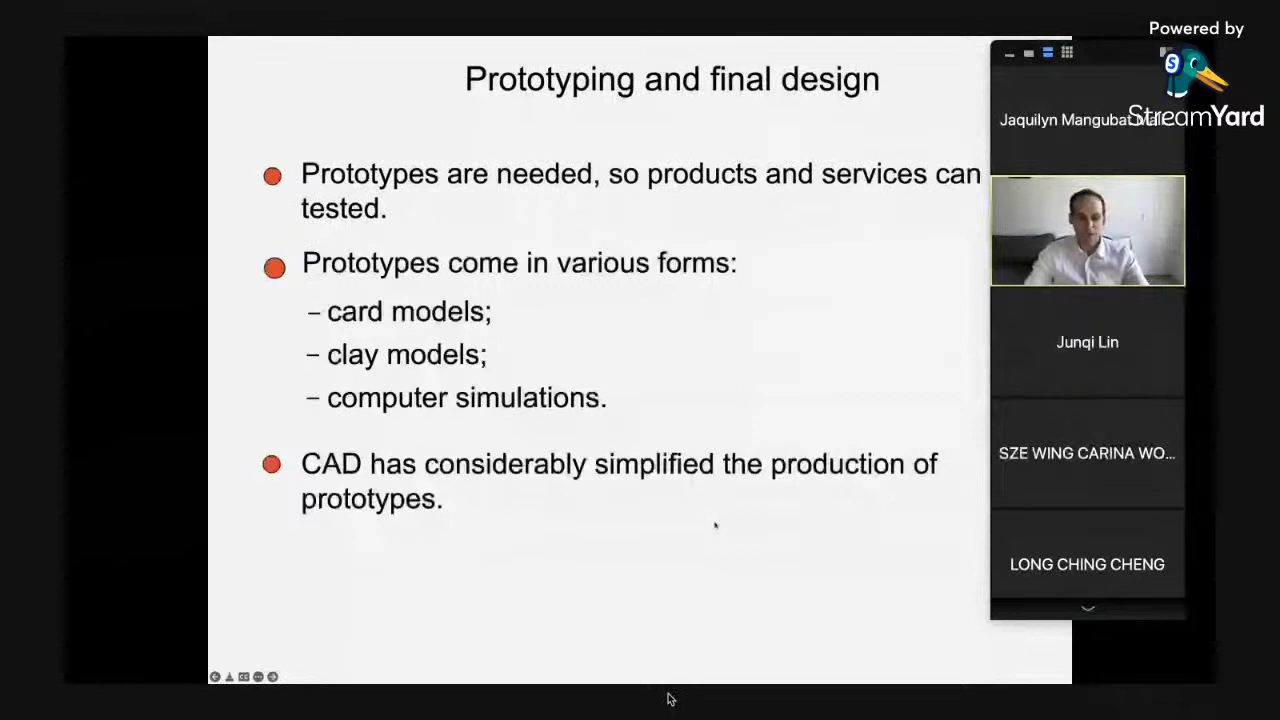 Powered by
StreamYard
Prototyping and final design
Prototypes are needed, so products and services can
tested.
Prototypes come in various forms:
– card models;
– clay models;
– computer simulations.
CAD has considerably simplified the production of
prototypes.
Jaquilyn Mangubat
Junqi Lin
SZE WING CARINA WO...
LONG CHING CHENG